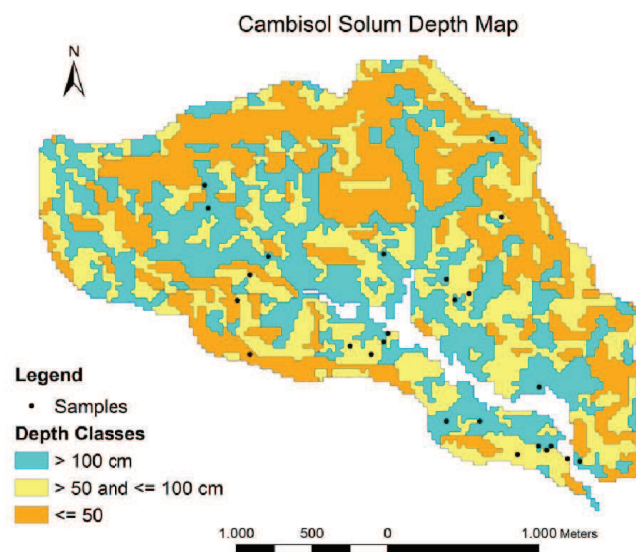 Cambisol Solum Depth Map
N
Legend
Samples
Depth Classes
> 100 cm
> 50 and <= 100 cm
<= 50
1.000 500 0 1.000 Meters